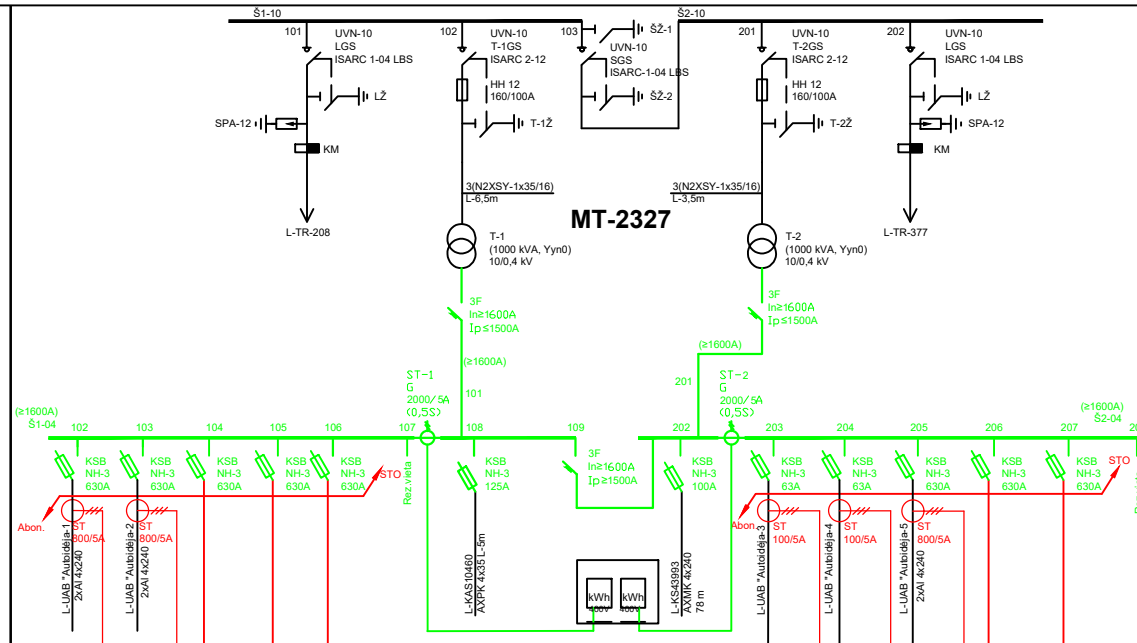 Š1-10
Š2-10
101
UVN-10
LGS
ISARC 1-04 LBS
LŽ
SPA-12
KM
L-TR-208
102
UVN-10
T-1GS
ISARC 2-12
HH 12
160/100A
T-1Ž
3(N2XSY-1x35/16)
L-6,5m
T-1
(1000 kVA, Yyn0)
10/0,4 kV
103
ŠŽ-1
UVN-10
SGS
ISARC-1-04 LBS
ŠŽ-2
MT-2327
201
UVN-10
T-2GS
ISARC 2-12
HH 12
160/100A
T-2Ž
3(N2XSY-1x35/16)
L-3,5m
T-2
(1000 kVA, Yyn0)
10/0,4 kV
202
UVN-10
LGS
ISARC 1-04 LBS
LŽ
SPA-12
KM
L-TR-377
3F
In≥1600A
Ip≤1500A
(≥1600A)
101
3F
In≥1600A
Ip≤1500A
(≥1600A)
201
ST-1
G
2000/5A
(0,5S)
ST-2
G
2000/5A
(0,5S)
(≥1600A)
Š1-04
102
103
104
105
106
107
108
109
202
203
204
205
206
207
(≥1600A)
Š2-04
KSB
NH-3
630A
KSB
NH-3
630A
KSB
NH-3
630A
KSB
NH-3
630A
KSB
NH-3
630A
STO
Rez.vieta
KSB
NH-3
125A
3F
In≥1600A
Ip≥1500A
KSB
NH-3
100A
KSB
NH-3
63A
KSB
NH-3
63A
KSB
NH-3
630A
KSB
NH-3
630A
KSB
NH-3
630A
STO
Abon.
ST
800/5A
ST
800/5A
L-UAB "Autoidėja-1
2xAl 4x240
L-UAB "Autoidėja-2
2xAl 4x240
L-KAS10460
AXPK 4x35 L-5m
kWh
400V
kWh
400V
L-KS43993
AXMK 4x240
78 m
Abon.
ST
100/5A
ST
100/5A
ST
800/5A
L-UAB "Autoidėja-3
L-UAB "Autoidėja-4
L-UAB "Autoidėja-5
2xAl 4x240